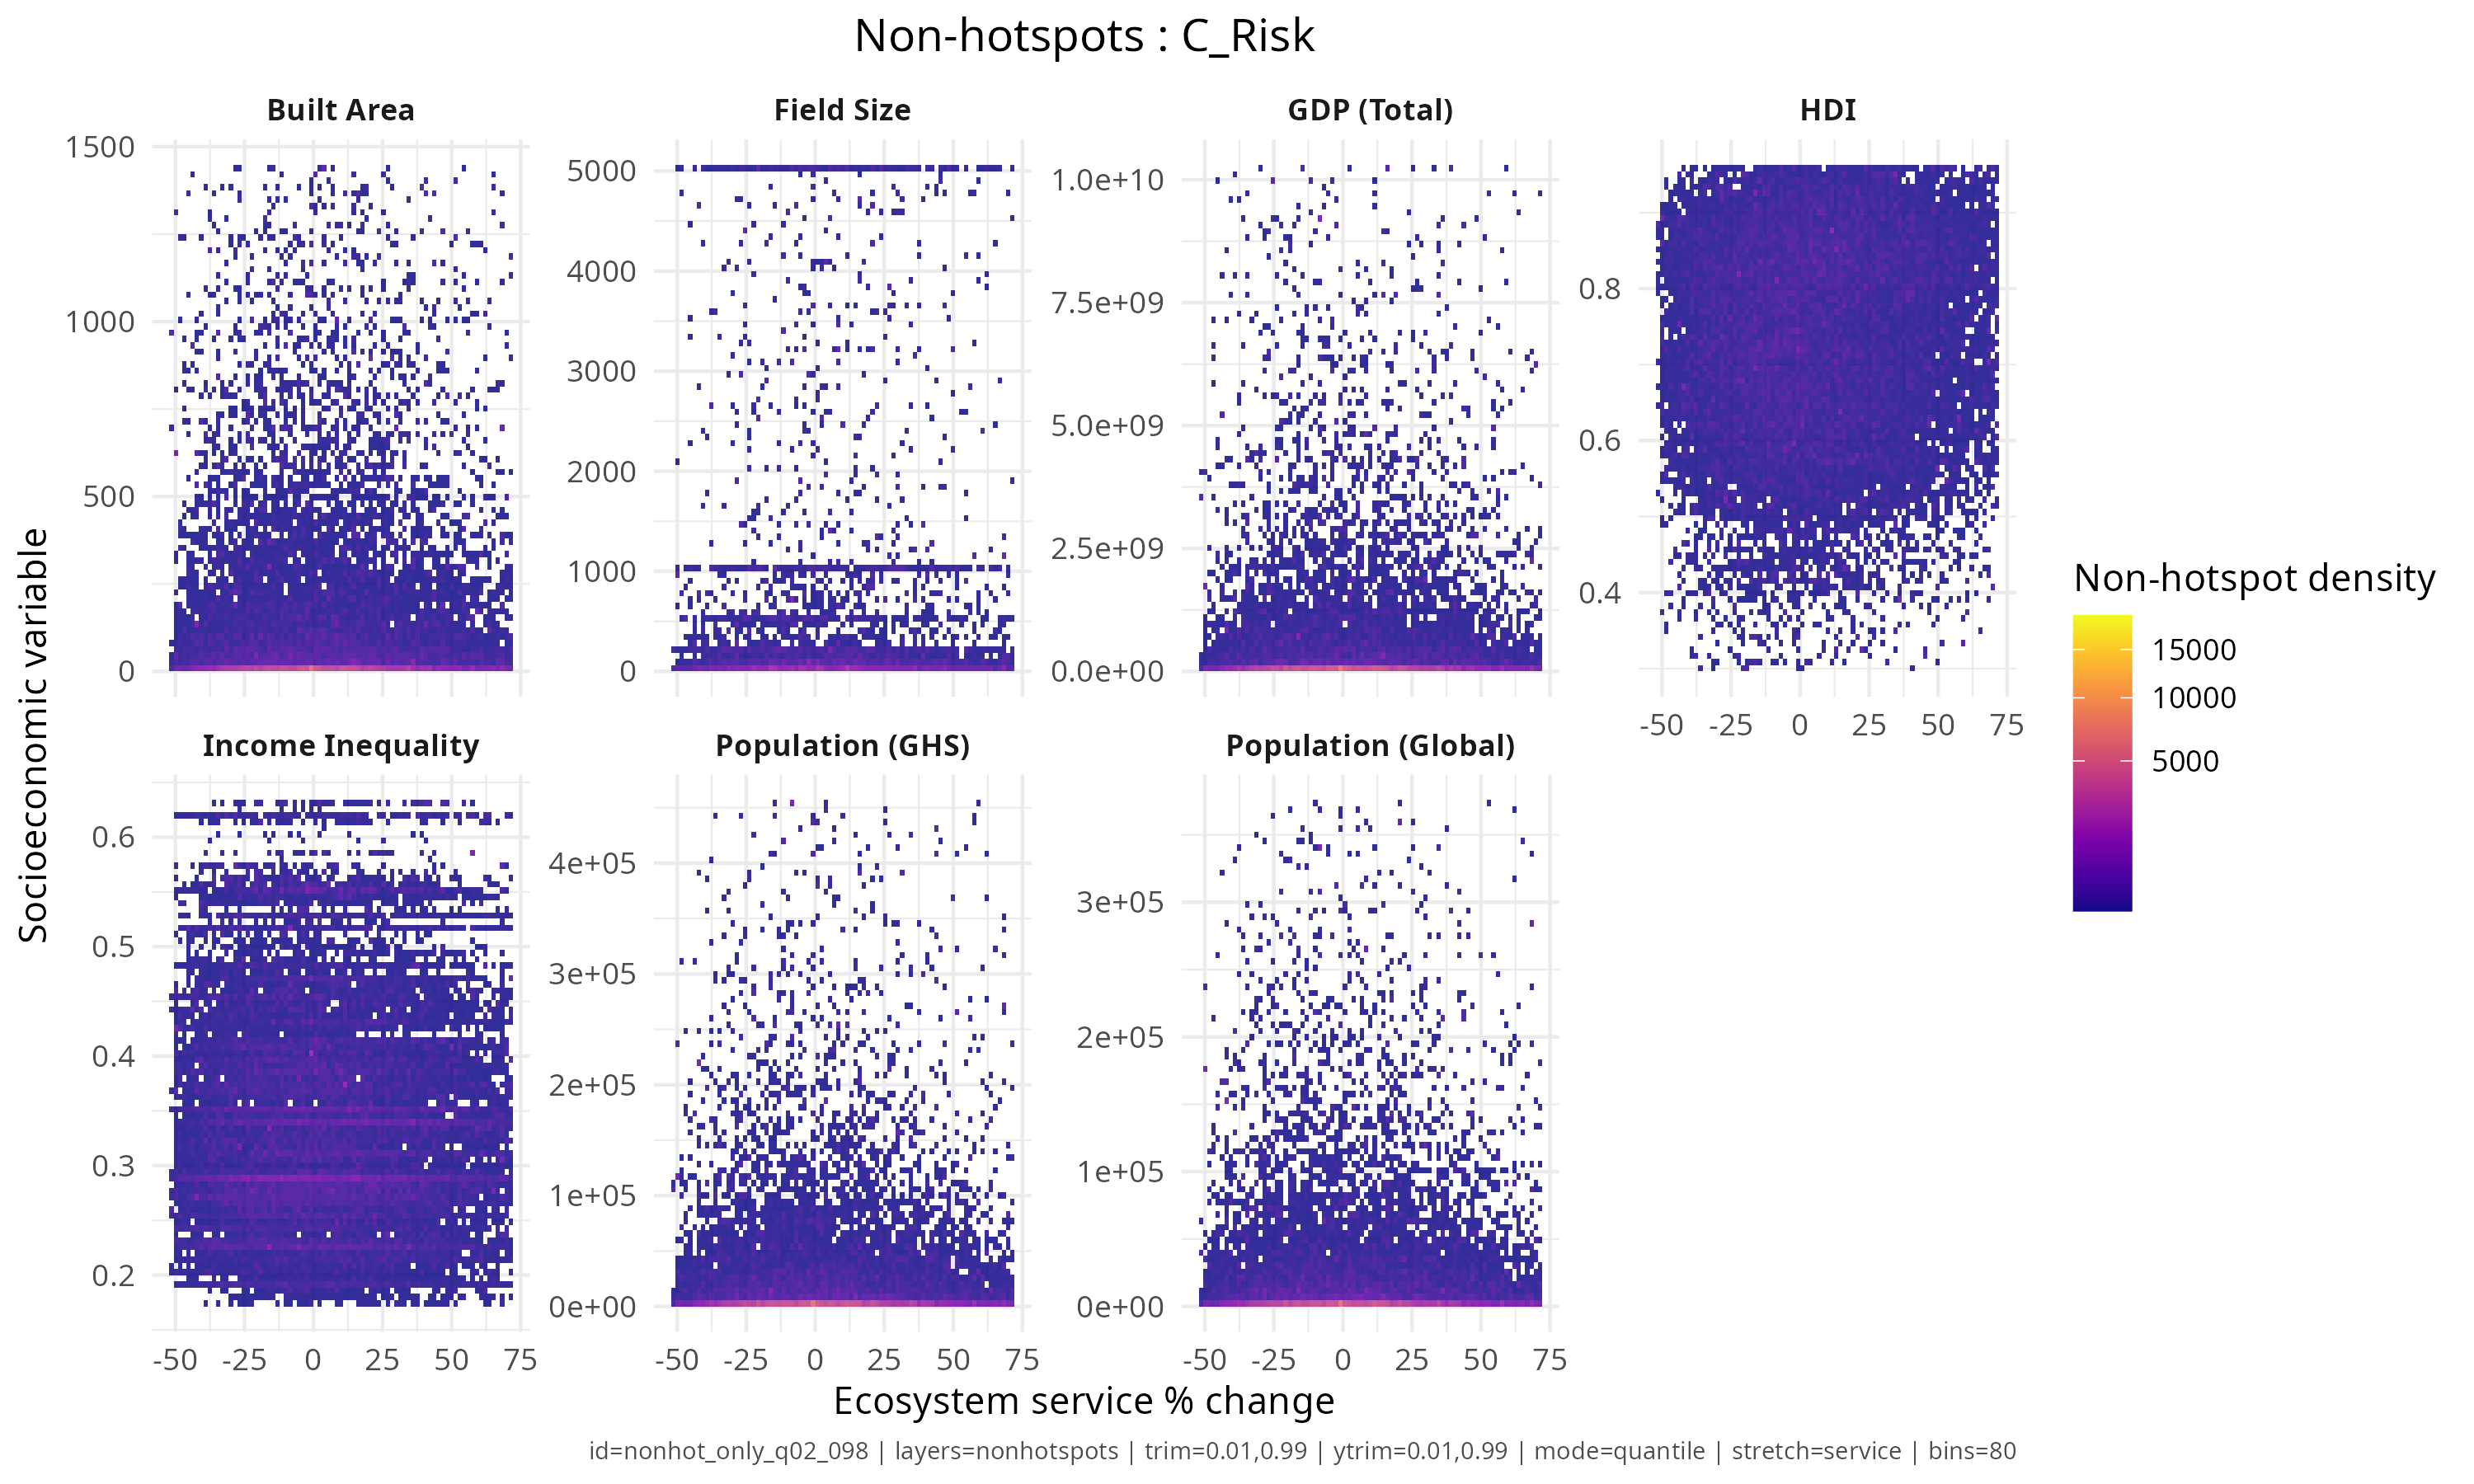 Non-hotspots : C_Risk
Built Area
Field Size
GDP (Total)
HDI
1500
1000
500
0
5000
4000
3000
2000
1000
0
1.0e+10
7.5e+09
5.0e+09
2.5e+09
0.0e+00
0.8
0.6
0.4
-50 -25 0 25 50 75
Socioeconomic variable
Income Inequality
Population (GHS)
Population (Global)
0.6
0.5
0.4
0.3
0.2
4e+05
3e+05
2e+05
1e+05
0e+00
3e+05
2e+05
1e+05
0e+00
-50 -25 0 25 50 75
-50 -25 0 25 50 75
-50 -25 0 25 50 75
Ecosystem service % change
Non-hotspot density
15000
10000
5000
id=nonhot_only_q02_098 | layers=nonhotspots | trim=0.01,0.99 | ytrim=0.01,0.99 | mode=quantile | stretch=service | bins=80